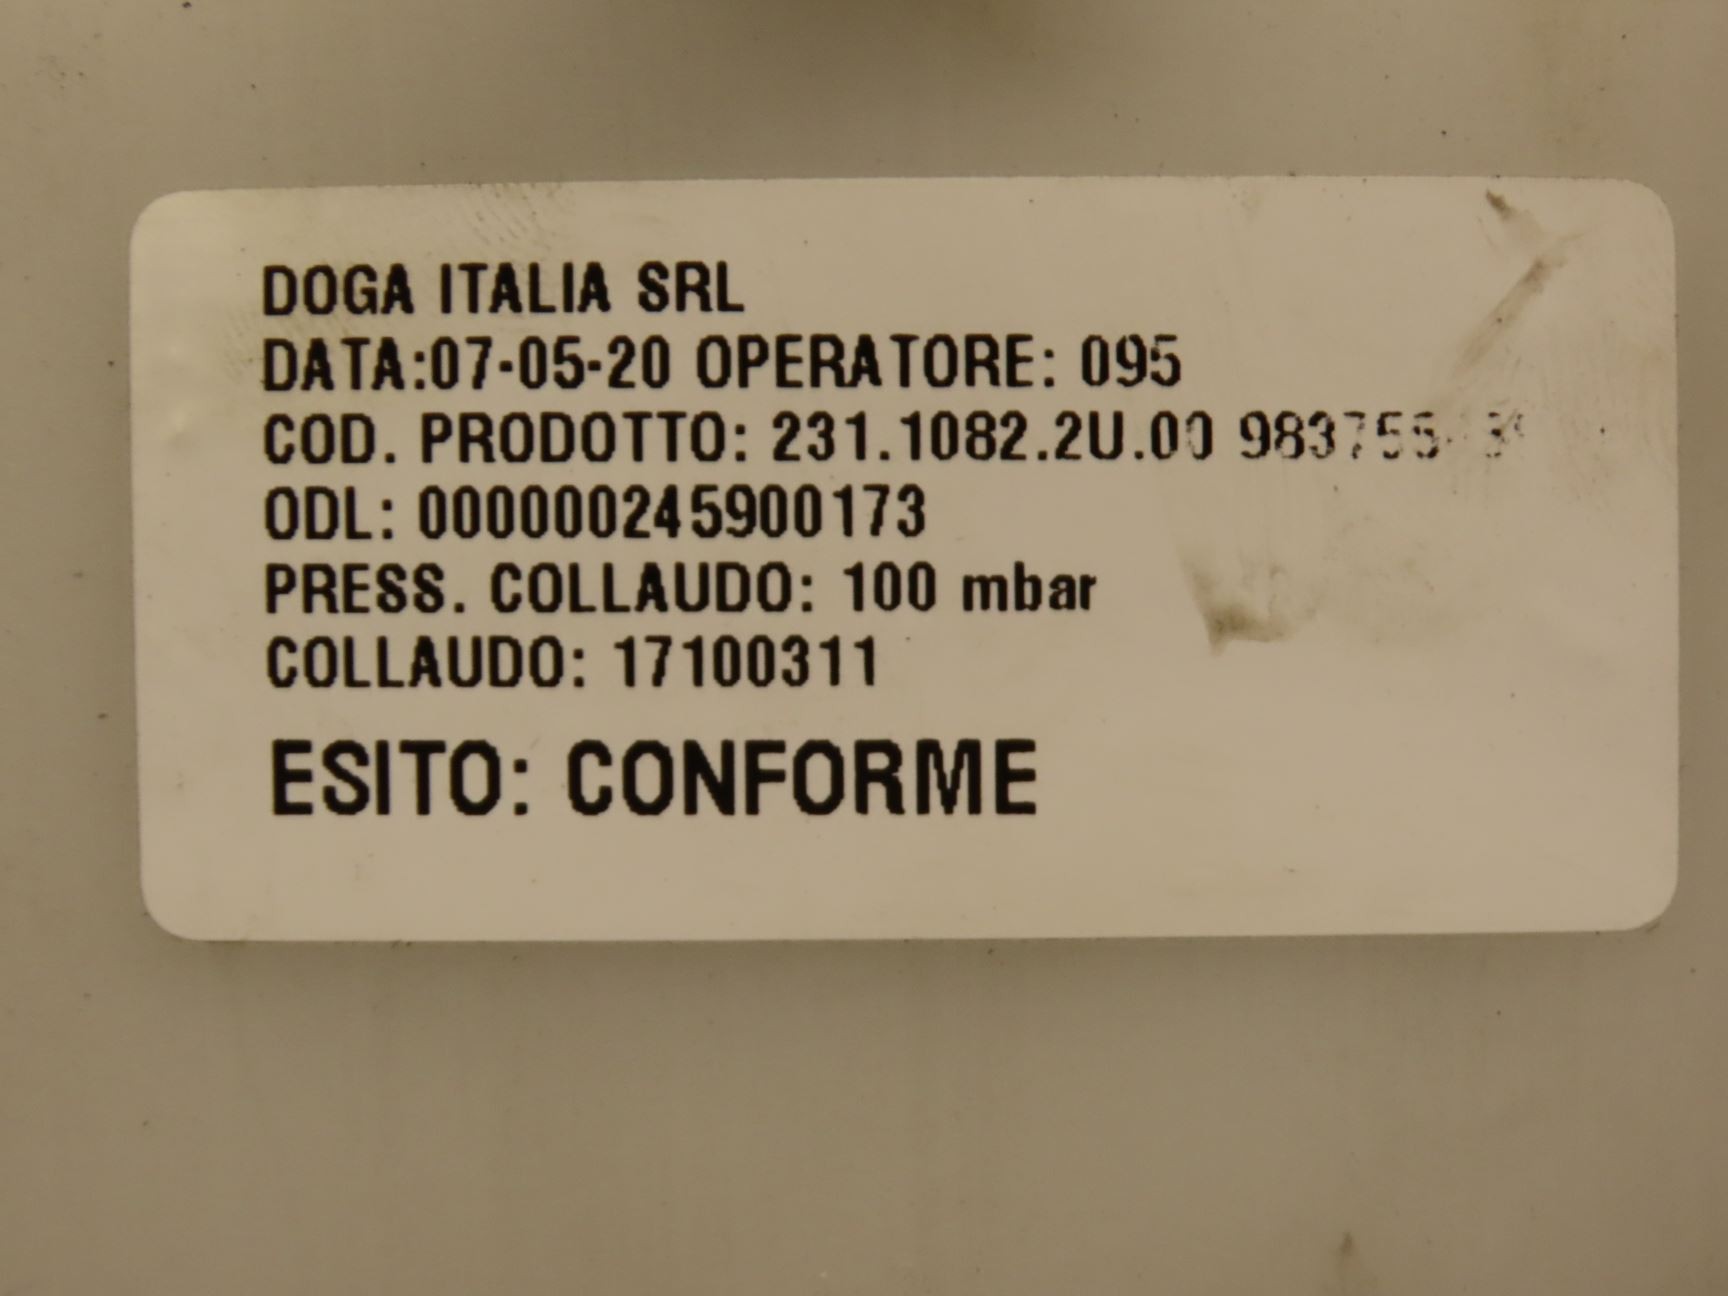 DOGA ITALIA SRL
DATA:07-05-20 OPERATORE: 095
COD. PRODOTTO: 231.1082.2U.00
ODL: 000000245900173
PRESS. COLLAUDO: 100 mbar
COLLAUDO: 17100311
ESITO: CONFORME